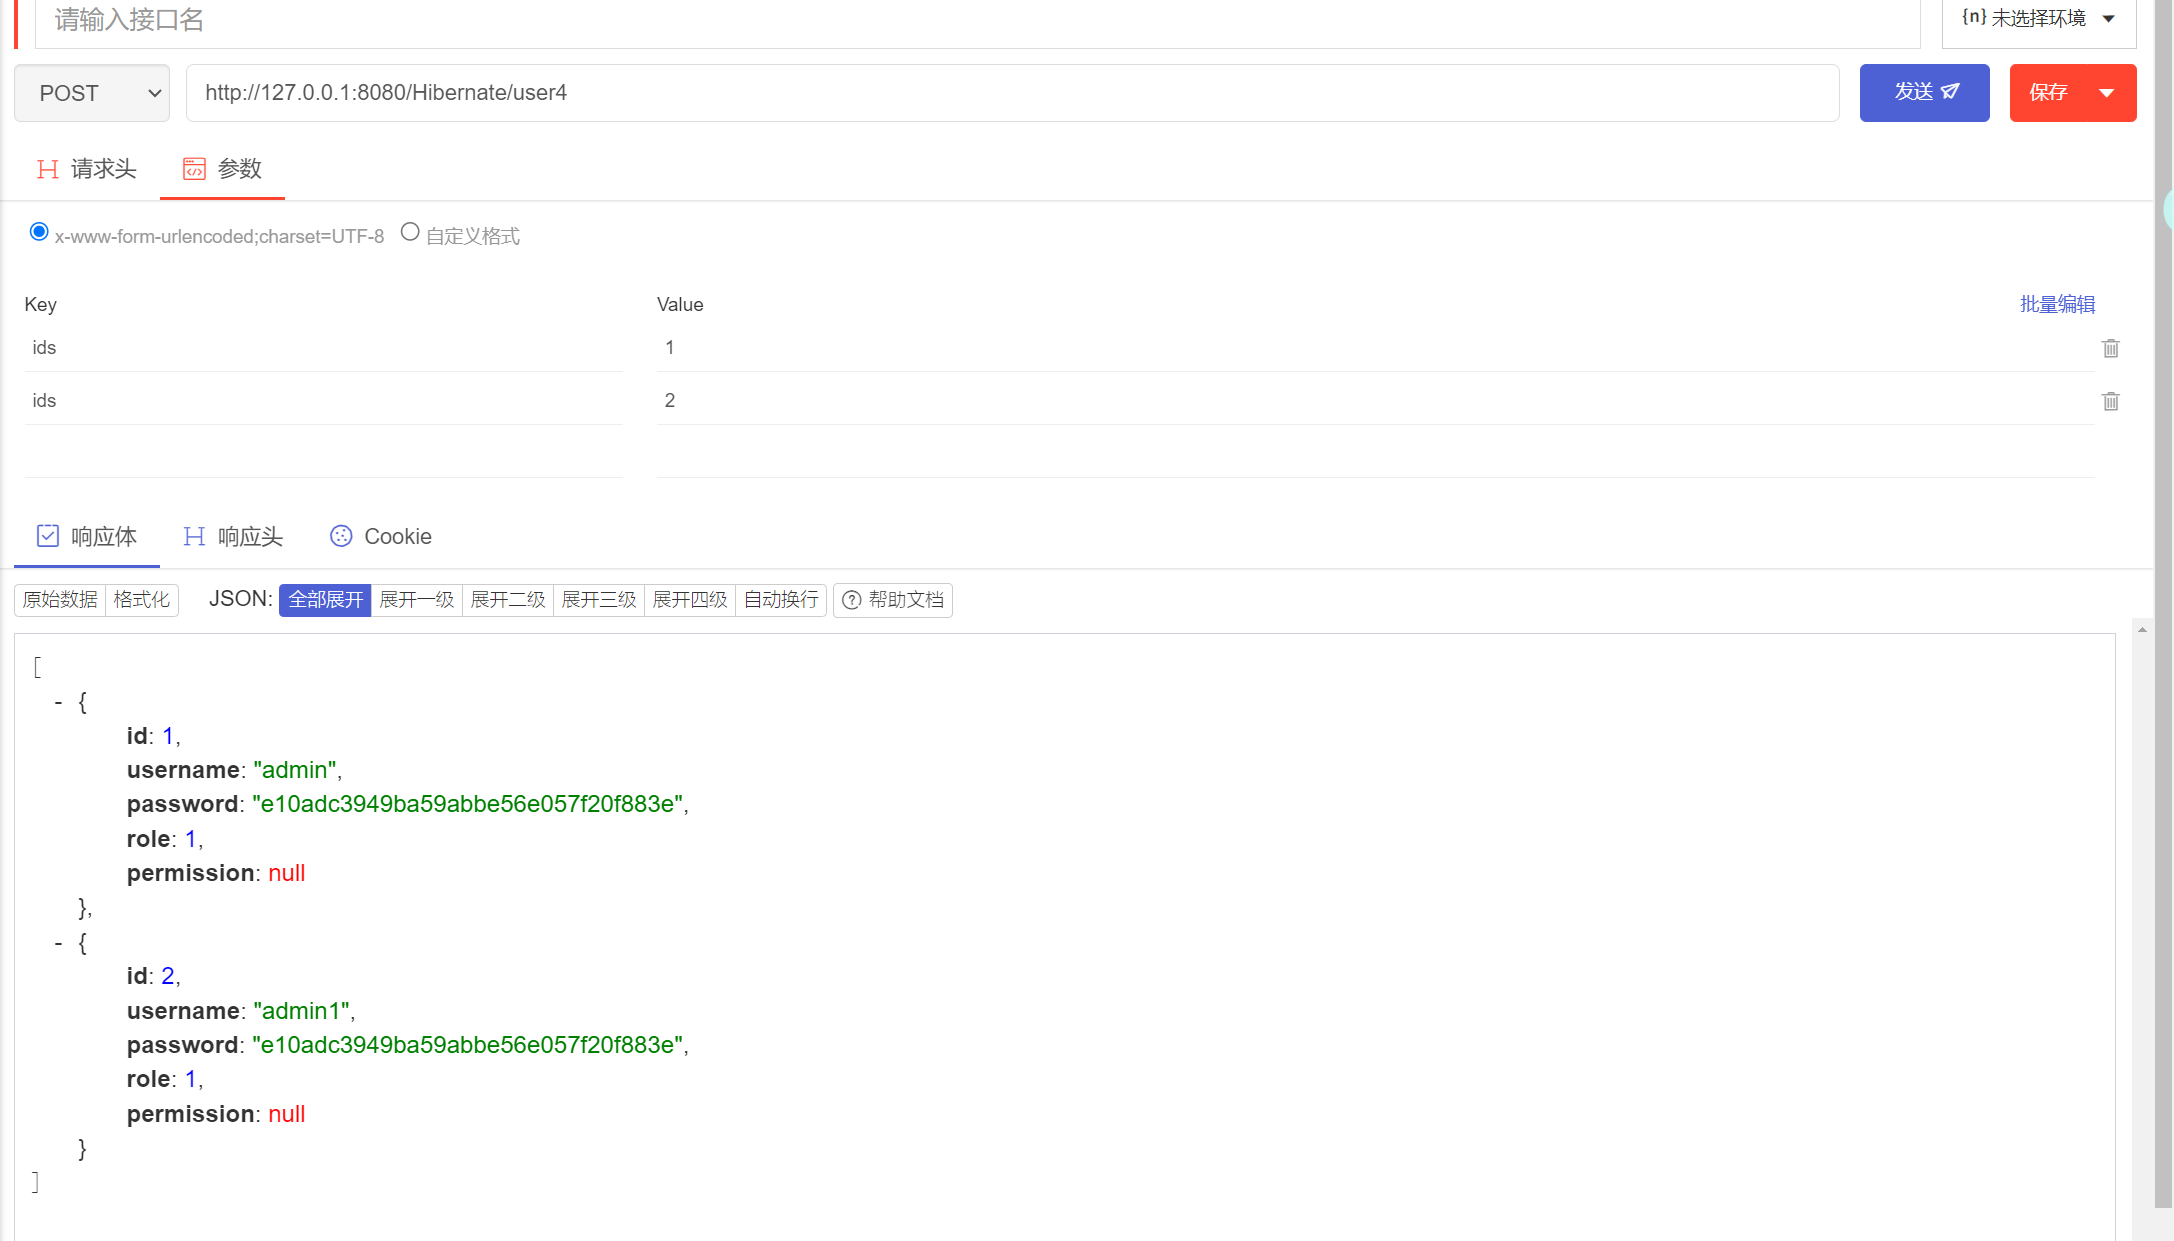 请输入接口名
{n} 未选择环境
POST
http://127.0.0.1:8080/Hibernate/user4
发送
保存
请求头 参数
x-www-form-urlencoded;charset=UTF-8 自定义格式
Key Value 批量编辑
ids 1
ids 2
响应体 响应头 Cookie
原始数据 格式化 JSON: 全部展开 展开一级 展开二级 展开三级 展开四级 自动换行 帮助文档
[
- {
id: 1,
username: "admin",
password: "e10adc3949ba59abbe56e057f20f883e",
role: 1,
permission: null
},
- {
id: 2,
username: "admin1",
password: "e10adc3949ba59abbe56e057f20f883e",
role: 1,
permission: null
}
]